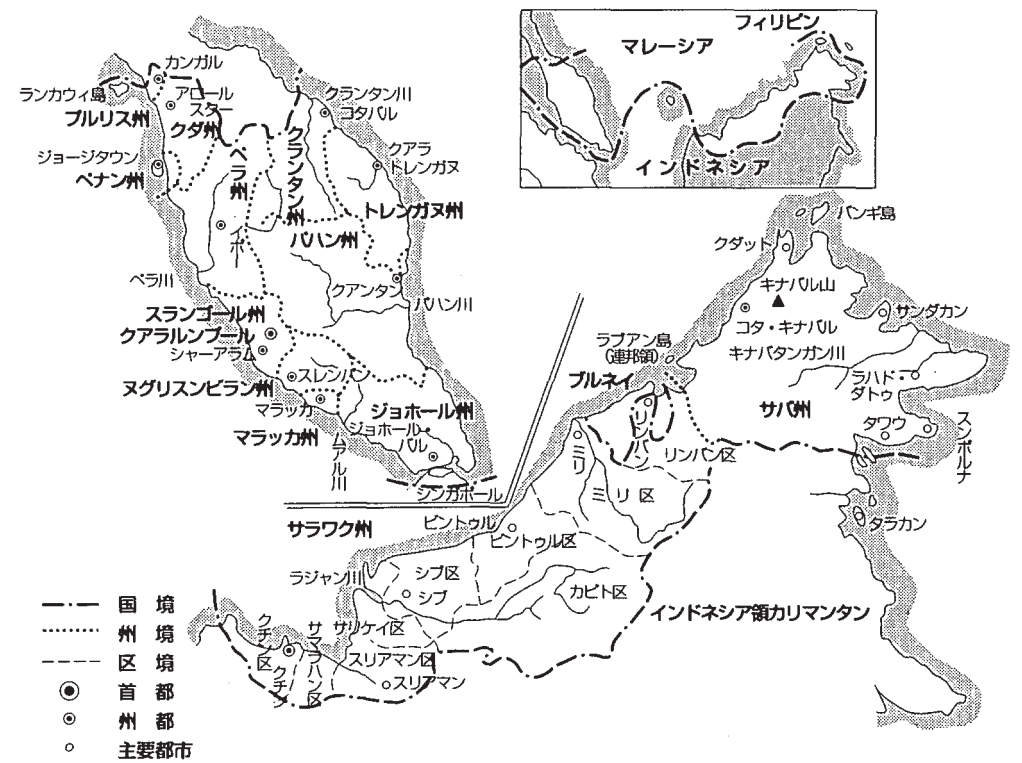 カンガル
ランカウィ島
アロール
スター
プルリス州
クダ州
ジョージタウン
ペナン州
ペラ州
クランタン州
クランタン川
コタバル
クアラ
トレンガヌ
トレンガヌ州
イポー
パハン州
ペラ川
クアンタン
パハン川
スランゴール州
クアラルンプール
シャーアラム
スレンバン
ヌグリスンビラン州
マラッカ
マラッカ州
ムアル川
ジョホール州
ジョホール・
バル
シンガポール
フィリピン
マレーシア
インドネシア
バンギ島
クダット
キナバル山
コタ・キナバル
サンダカン
キナバタンガン川
ラハド・
ダトゥ
サバ州
タワウ
スンポルナ
ラブアン島
(連邦領)
ブルネイ
リンバン
リンバン区
ミリ
ミリ区
タラカン
サラワク州
ビントゥル
ビントゥル区
ラジャン川
シブ区
シブ
カピト区
サリケイ区
インドネシア領カリマンタン
クチン区
クチン
サマラハン区
スリアマン区
スリアマン
国境
州境
区境
首都
州都
主要都市